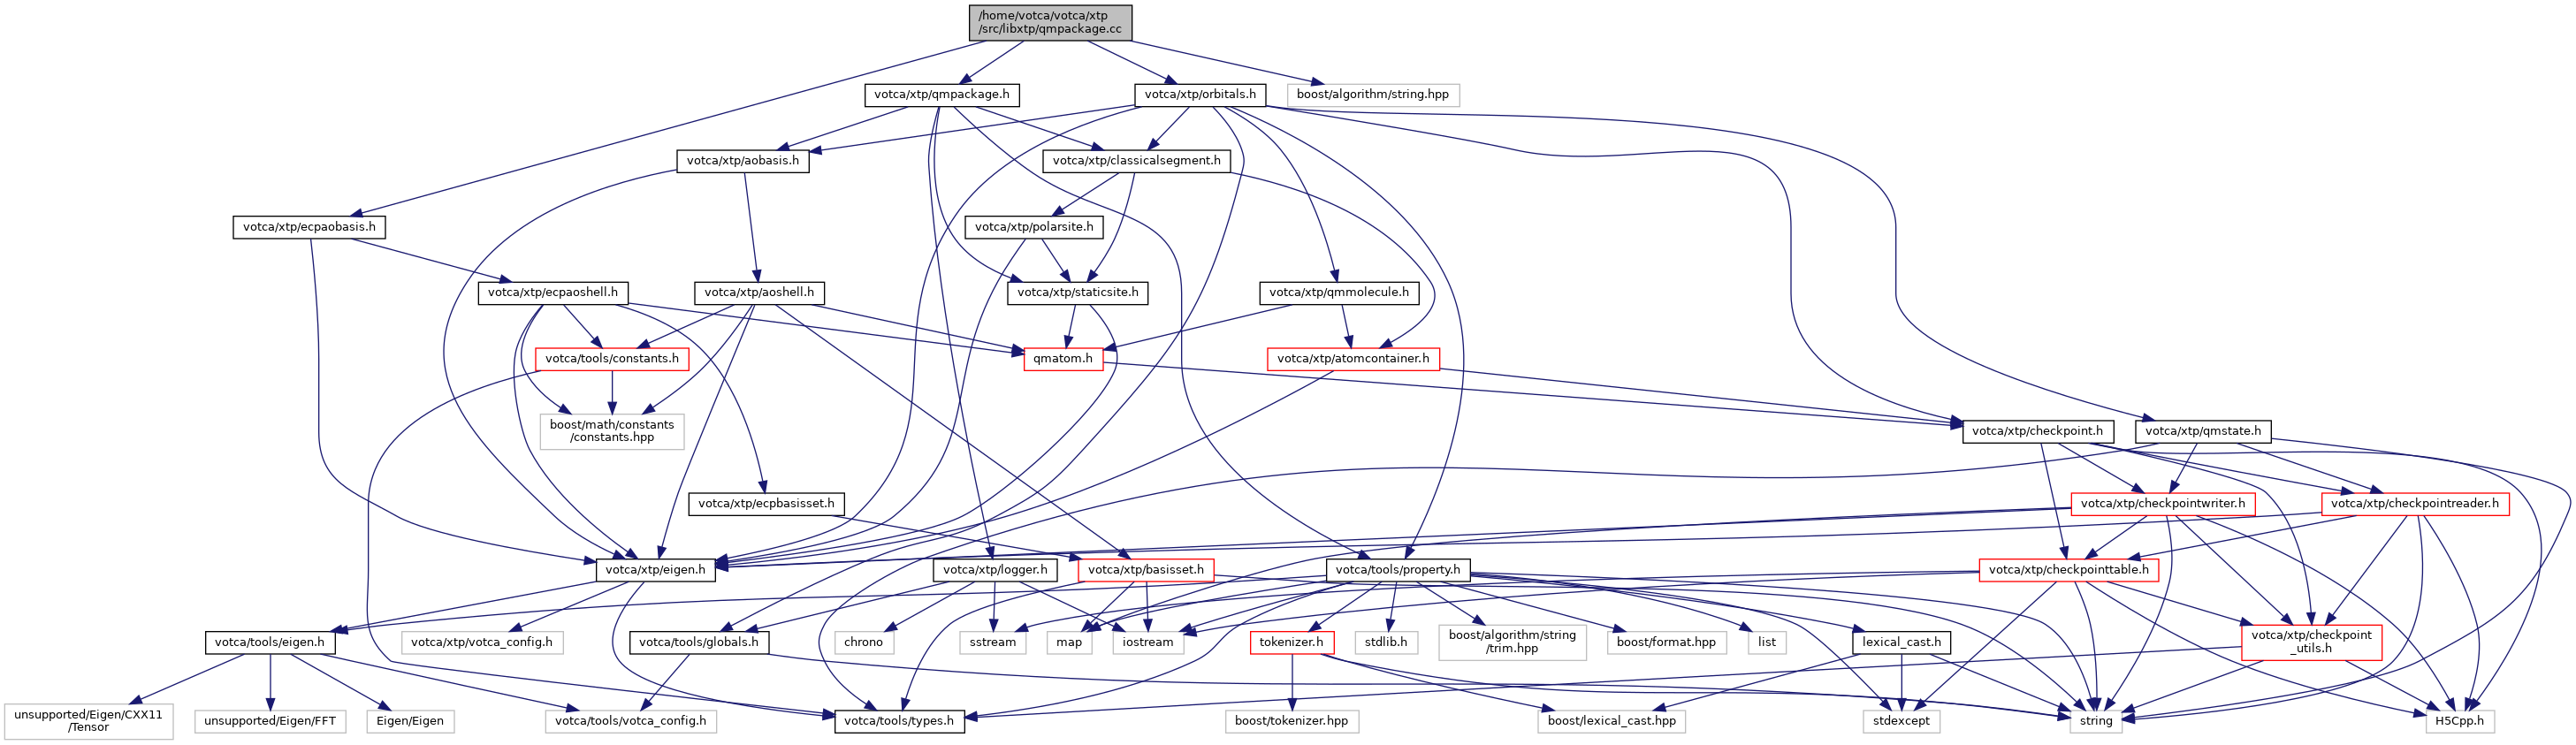 /home/votca/votca/xtp
/src/libxtp/qmpackage.cc
votca/xtp/qmpackage.h
votca/xtp/orbitals.h
boost/algorithm/string.hpp
votca/xtp/aobasis.h
votca/xtp/classicalsegment.h
votca/xtp/ecpaobasis.h
votca/xtp/polarsite.h
votca/xtp/ecpaoshell.h
votca/xtp/aoshell.h
votca/xtp/staticsite.h
votca/xtp/qmmolecule.h
votca/tools/constants.h
qmatom.h
votca/xtp/atomcontainer.h
boost/math/constants
/constants.hpp
votca/xtp/checkpoint.h
votca/xtp/qmstate.h
votca/xtp/ecpbasisset.h
votca/xtp/checkpointwriter.h
votca/xtp/checkpointreader.h
votca/xtp/eigen.h
votca/xtp/logger.h
votca/xtp/basisset.h
votca/tools/property.h
votca/xtp/checkpointtable.h
votca/tools/eigen.h
votca/xtp/votca_config.h
votca/tools/globals.h
chrono
sstream
map
iostream
tokenizer.h
stdlib.h
boost/algorithm/string
/trim.hpp
boost/format.hpp
list
lexical_cast.h
votca/xtp/checkpoint
_utils.h
unsupported/Eigen/CXX11
/Tensor
unsupported/Eigen/FFT
Eigen/Eigen
votca/tools/votca_config.h
votca/tools/types.h
boost/tokenizer.hpp
boost/lexical_cast.hpp
stdexcept
string
H5Cpp.h